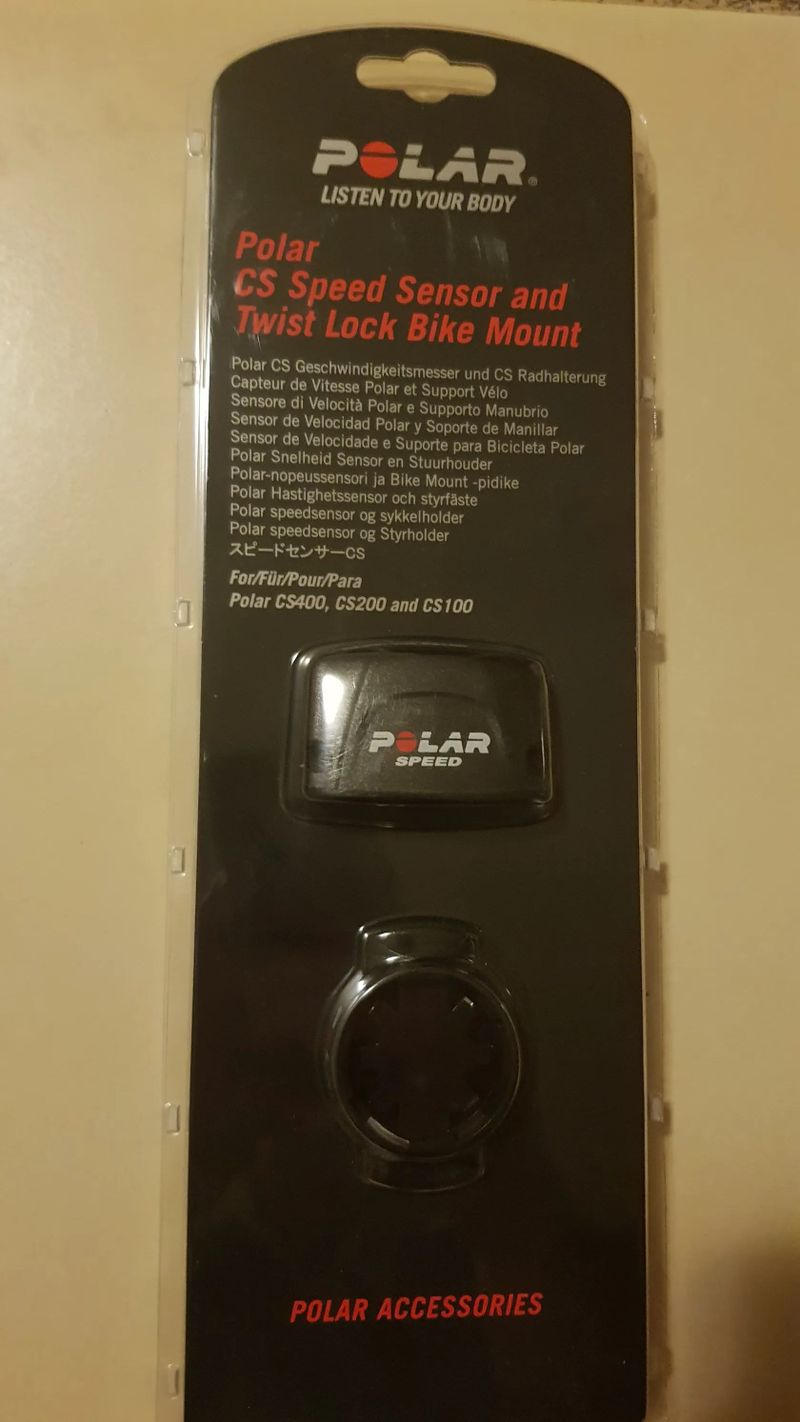 POLAR®
LISTEN TO YOUR BODY
Polar
CS Speed Sensor and
Twist Lock Bike Mount
Polar CS Geschwindigkeitsmesser und CS Radhalterung
Capteur de Vitesse Polar et Support Vélo
Sensore di Velocità Polar e Supporto Manubrio
Sensor de Velocidad Polar y Soporte de Manillar
Sensor de Velocidade e Suporte para Bicicleta Polar
Polar Snelheid Sensor en Stuurhouder
Polar-nopeussensori ja Bike Mount -pidike
Polar Hastighetssensor och styrfäste
Polar speedsensor og sykkelholder
Polar speedsensor og Styrholder
スピードセンサーCS
For/Für/Pour/Para
Polar CS400, CS200 and CS100
POLAR
SPEED
POLAR ACCESSORIES